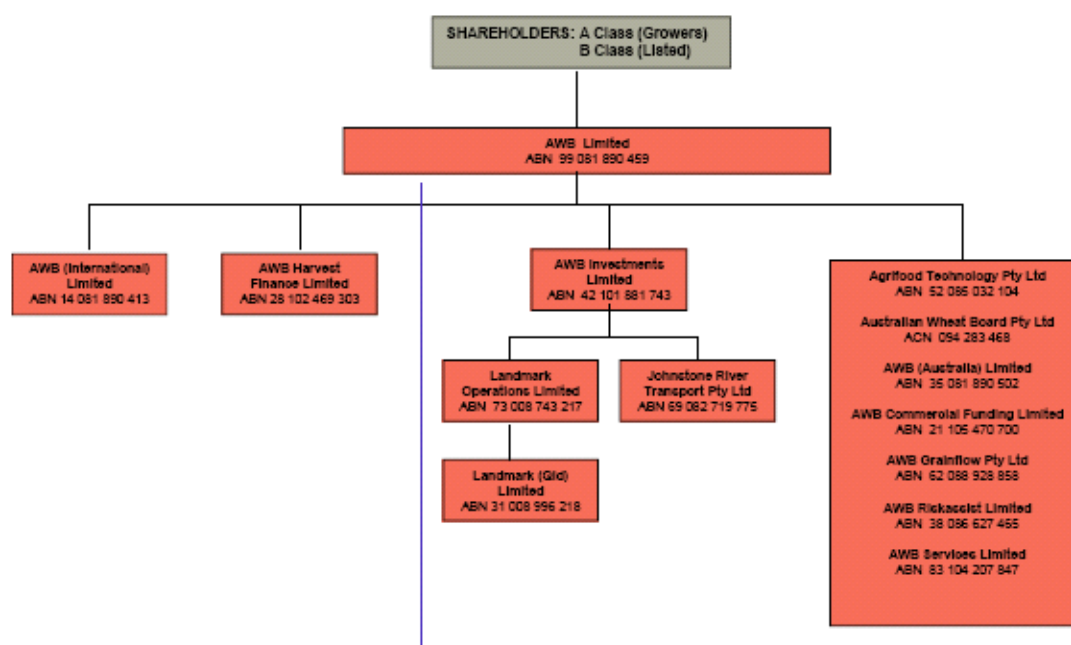 SHAREHOLDERS: A Class (Growers)
B Class (Listed)
AWB Limited
ABN 99 081 890 459
AWB (International)
Limited
ABN 14 081 890 413
AWB Harvest
Finance Limited
ABN 28 102 469 303
AWB Investments
Limited
ABN 42 101 881 743
Landmark
Operations Limited
ABN 73 008 743 217
Johnstone River
Transport Pty Ltd
ABN 69 082 719 775
Landmark (Qld)
Limited
ABN 31 008 996 218
Agrifood Technology Pty Ltd
ABN 52 085 032 104
Australian Wheat Board Pty Ltd
ACN 094 283 468
AWB (Australia) Limited
ABN 35 081 890 502
AWB Commercial Funding Limited
ABN 21 105 470 700
AWB Grainflow Pty Ltd
ABN 62 088 928 858
AWB Riskassist Limited
ABN 38 086 627 465
AWB Services Limited
ABN 83 104 207 847